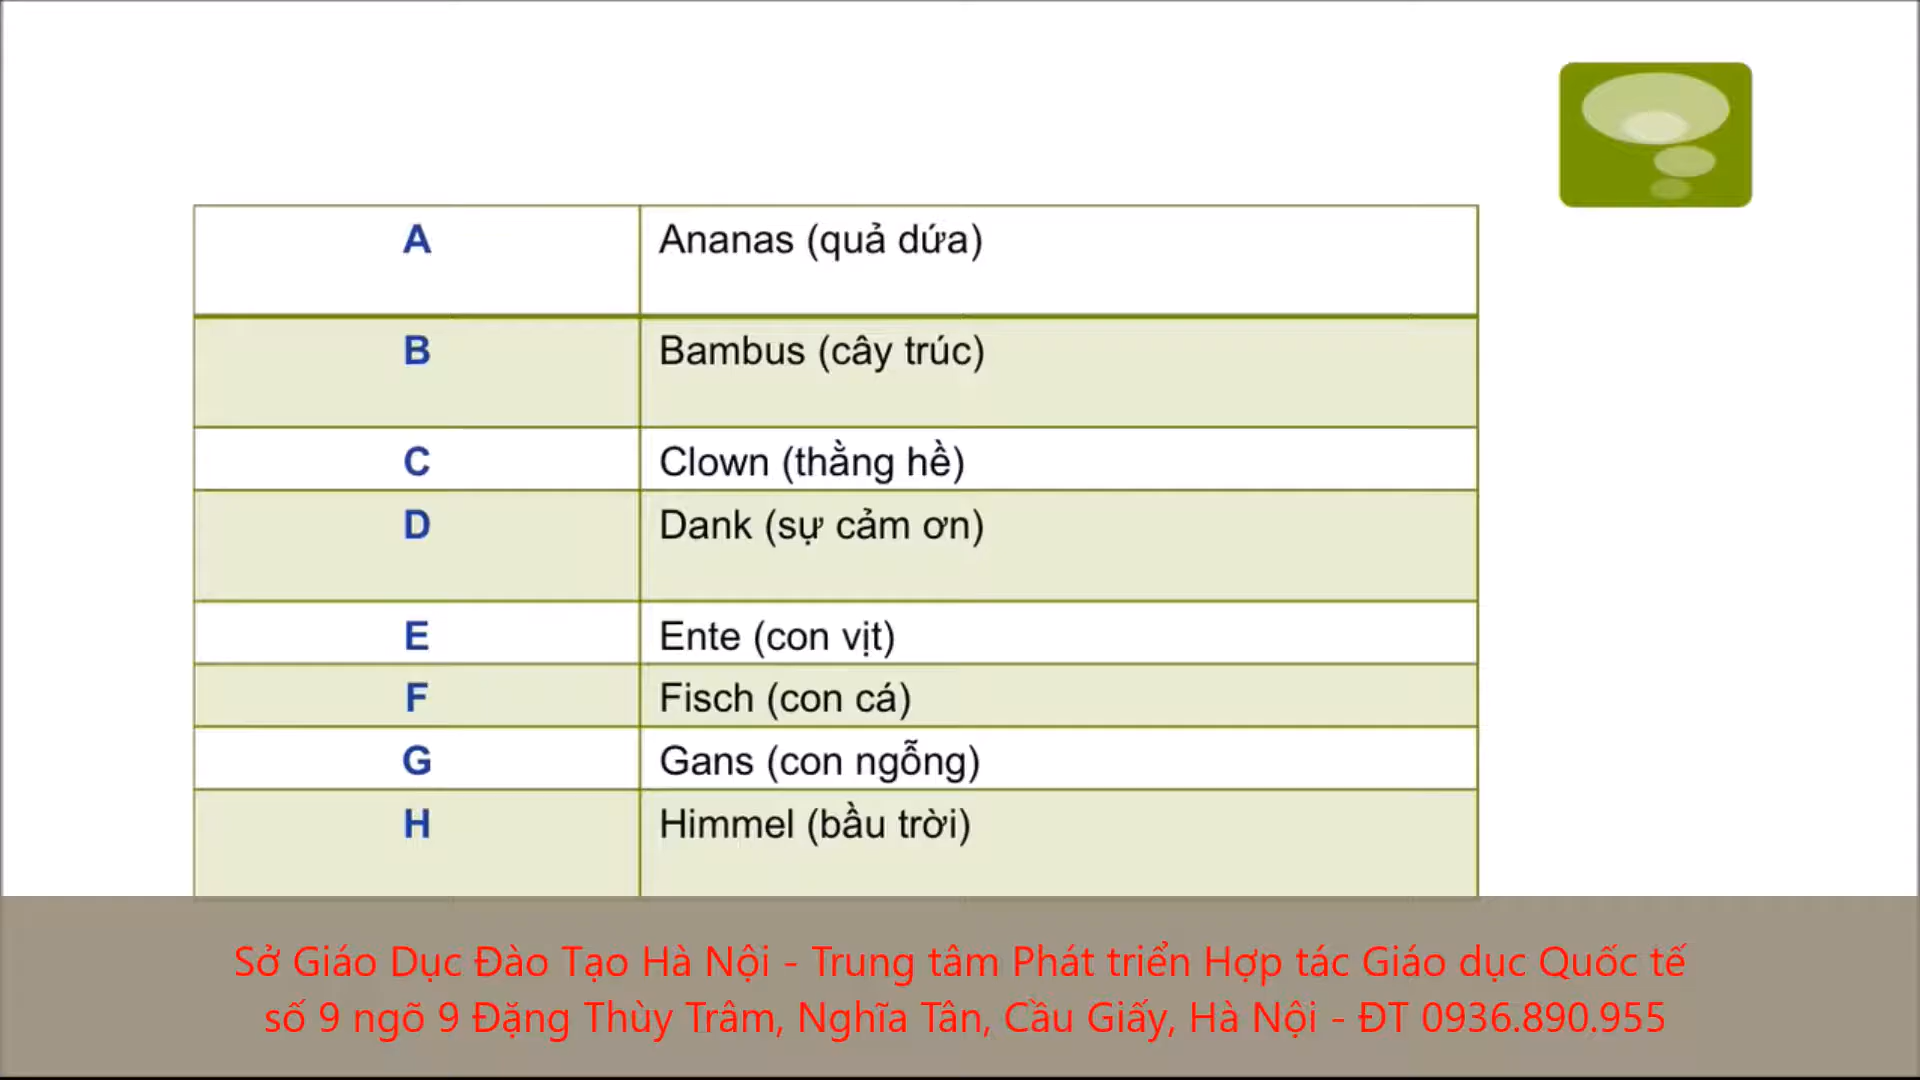 A Ananas (quả dứa)
B Bambus (cây trúc)
C Clown (thằng hề)
D Dank (sự cảm ơn)
E Ente (con vịt)
F Fisch (con cá)
G Gans (con ngỗng)
H Himmel (bầu trời)
Sở Giáo Dục Đào Tạo Hà Nội - Trung tâm Phát triển Hợp tác Giáo dục Quốc tế
số 9 ngõ 9 Đặng Thùy Trâm, Nghĩa Tân, Cầu Giấy, Hà Nội - ĐT 0936.890.955